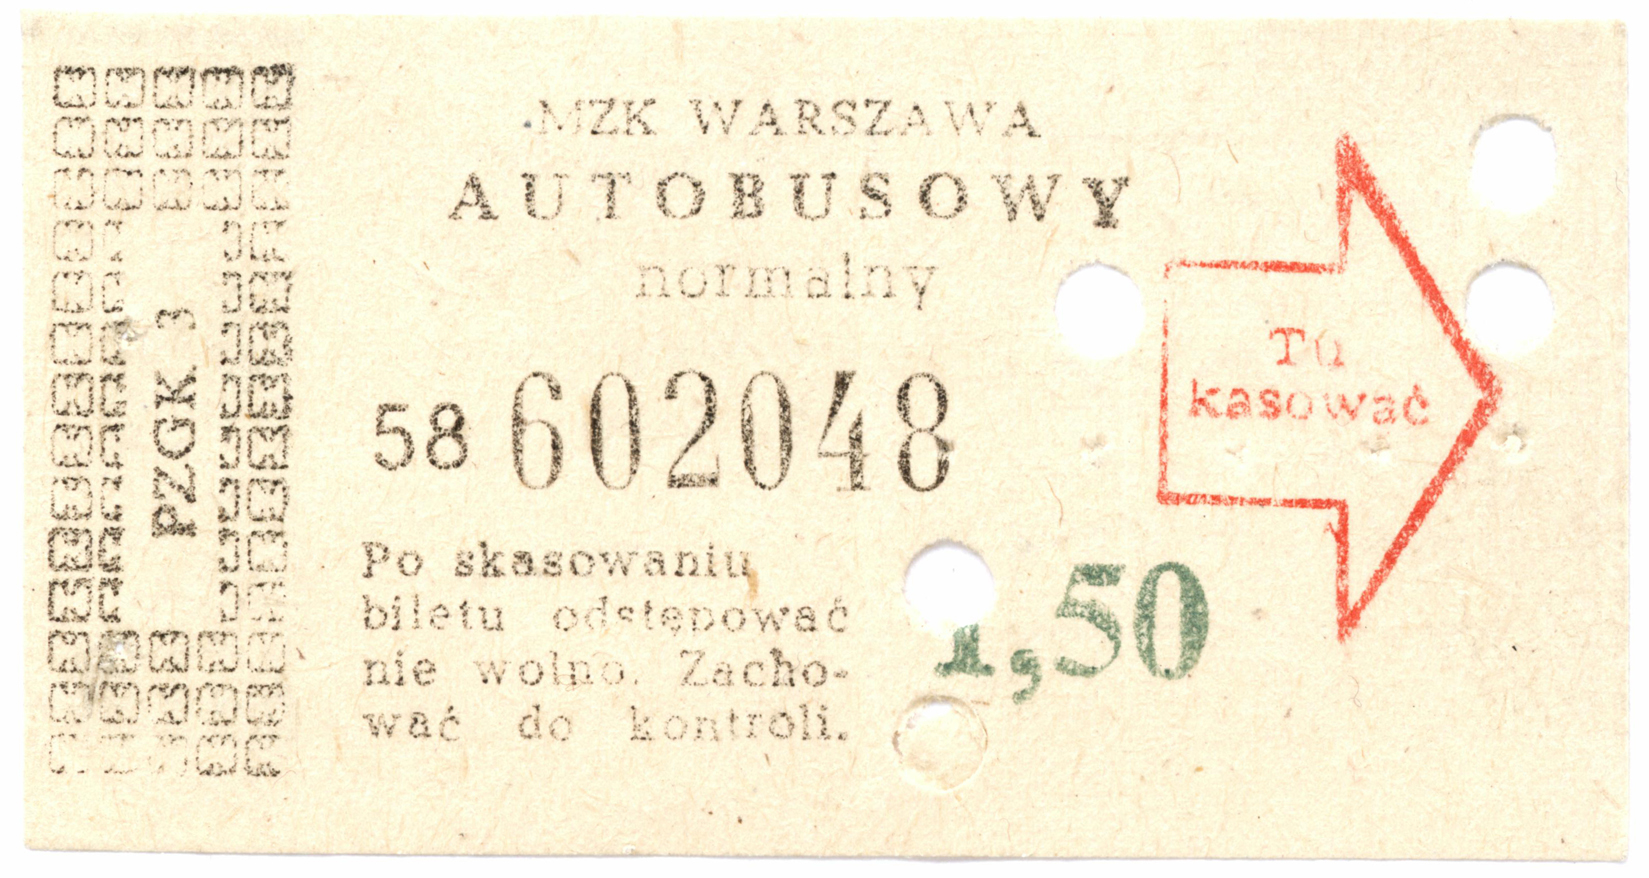 MZK WARSZAWA
AUTOBUSOWY
normalny
58 602048
Po skasowaniu
biletu odstępować
nie wolno. Zacho-
wać do kontroli.
1,50
Tu
kasować
PZGK 3